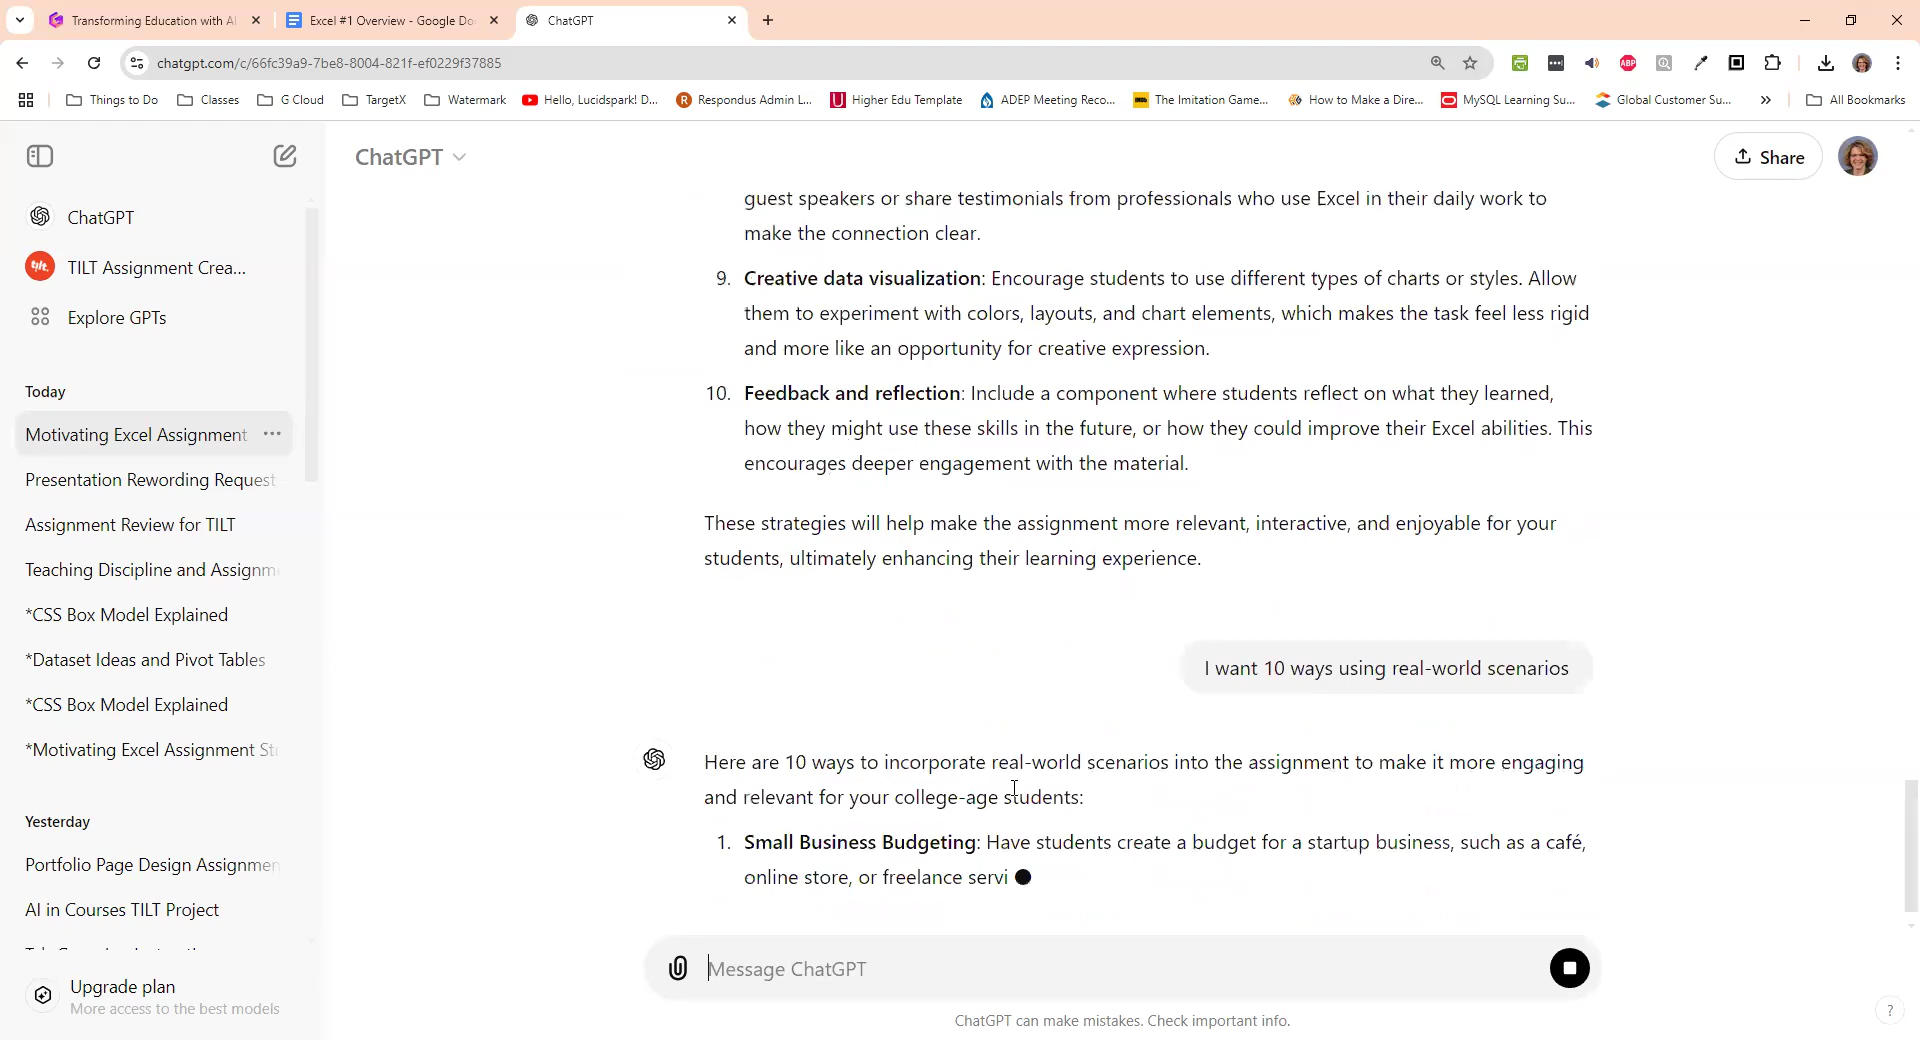 Transforming Education with AI
Excel #1 Overview - Google Do
ChatGPT
chatgpt.com/c/66fc39a9-7be8-8004-821f-ef0229f37885
ABP
Things to Do
Classes
G Cloud
TargetX
Watermark
Hello, Lucidspark! D...
Respondus Admin L...
Higher Edu Template
ADEP Meeting Reco...
The Imitation Game...
How to Make a Dire...
MySQL Learning Su...
Global Customer Su...
All Bookmarks
ChatGPT
Share
ChatGPT
tilt.
TILT Assignment Crea...
Explore GPTs
Today
Motivating Excel Assignment
Presentation Rewording Request
Assignment Review for TILT
Teaching Discipline and Assignme
*CSS Box Model Explained
*Dataset Ideas and Pivot Tables
*CSS Box Model Explained
*Motivating Excel Assignment Str
Yesterday
Portfolio Page Design Assignmen
AI in Courses TILT Project
Upgrade plan
More access to the best models
guest speakers or share testimonials from professionals who use Excel in their daily work to
make the connection clear.
9. Creative data visualization: Encourage students to use different types of charts or styles. Allow
them to experiment with colors, layouts, and chart elements, which makes the task feel less rigid
and more like an opportunity for creative expression.
10. Feedback and reflection: Include a component where students reflect on what they learned,
how they might use these skills in the future, or how they could improve their Excel abilities. This
encourages deeper engagement with the material.
These strategies will help make the assignment more relevant, interactive, and enjoyable for your
students, ultimately enhancing their learning experience.
I want 10 ways using real-world scenarios
Here are 10 ways to incorporate real-world scenarios into the assignment to make it more engaging
and relevant for your college-age students:
1. Small Business Budgeting: Have students create a budget for a startup business, such as a café,
online store, or freelance servi
Message ChatGPT
ChatGPT can make mistakes. Check important info.
?